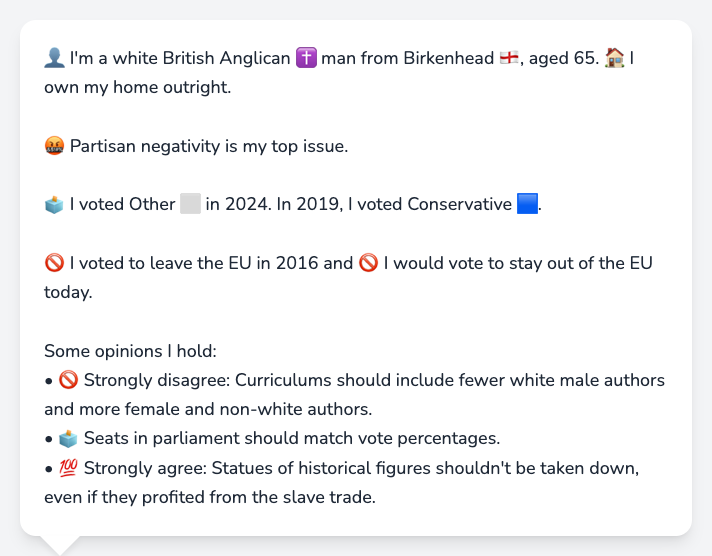 👤 I'm a white British Anglican ✝️ man from Birkenhead 🏴󠁧󠁢󠁥󠁮󠁧󠁿, aged 65. 🏠 I
own my home outright.
🤬 Partisan negativity is my top issue.
🗳️ I voted Other ⬜ in 2024. In 2019, I voted Conservative 🟦.
🚫 I voted to leave the EU in 2016 and 🚫 I would vote to stay out of the EU
today.
Some opinions I hold:
• 🚫 Strongly disagree: Curriculums should include fewer white male authors
and more female and non-white authors.
• 🗳️ Seats in parliament should match vote percentages.
• 💯 Strongly agree: Statues of historical figures shouldn't be taken down,
even if they profited from the slave trade.